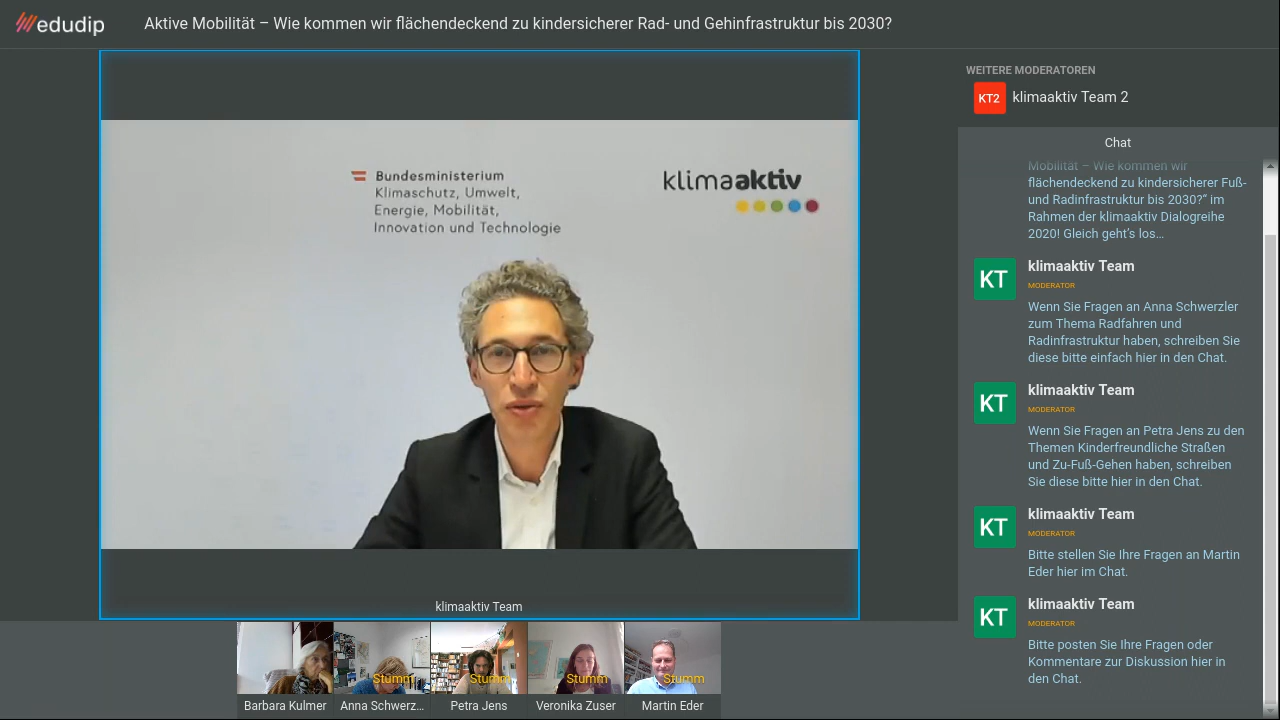 edudip
Aktive Mobilität – Wie kommen wir flächendeckend zu kindersicherer Rad- und Gehinfrastruktur bis 2030?
WEITERE MODERATOREN
KT2 klimaaktiv Team 2
Chat
Mobilität – Wie kommen wir
flächendeckend zu kindersicherer Fuß-
und Radinfrastruktur bis 2030?" im
Rahmen der klimaaktiv Dialogreihe
2020! Gleich geht's los...
KT klimaaktiv Team
MODERATOR
Wenn Sie Fragen an Anna Schwerzler
zum Thema Radfahren und
Radinfrastruktur haben, schreiben Sie
diese bitte einfach hier in den Chat.
KT klimaaktiv Team
MODERATOR
Wenn Sie Fragen an Petra Jens zu den
Themen Kinderfreundliche Straßen
und Zu-Fuß-Gehen haben, schreiben
Sie diese bitte hier in den Chat.
KT klimaaktiv Team
MODERATOR
Bitte stellen Sie Ihre Fragen an Martin
Eder hier im Chat.
KT klimaaktiv Team
MODERATOR
Bitte posten Sie Ihre Fragen oder
Kommentare zur Diskussion hier in
den Chat.
Bundesministerium
Klimaschutz, Umwelt,
Energie, Mobilität,
Innovation und Technologie
klimaaktiv
klimaaktiv Team
Stumm Stumm Stumm Stumm
Barbara Kulmer Anna Schwerz... Petra Jens Veronika Zuser Martin Eder